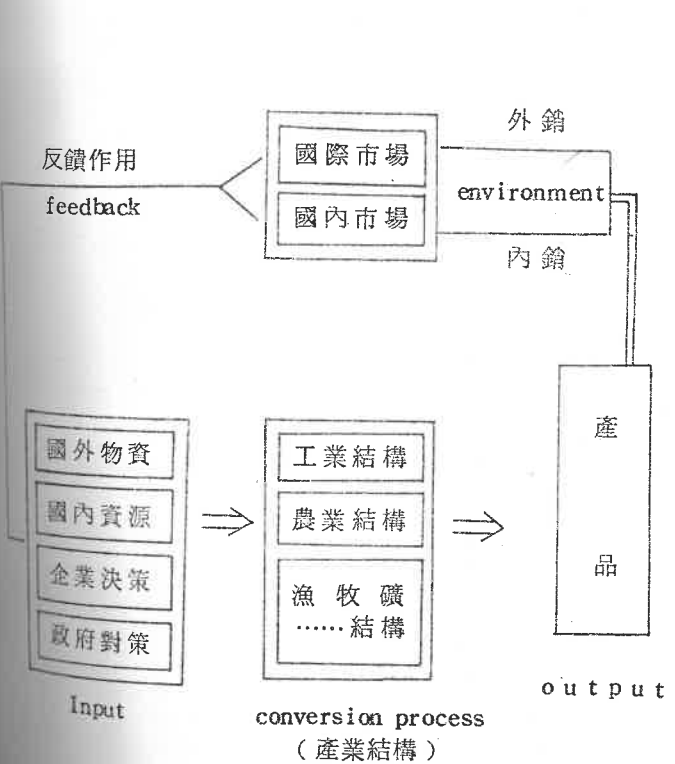 外 銷
反饋作用
國際市場
environment
feedback
國內市場
內 銷
國外物資
工業結構
產
國內資源
農業結構
企業決策
品
漁 牧 礦
……結構
政府對策
output
Input
conversion process
（產業結構）